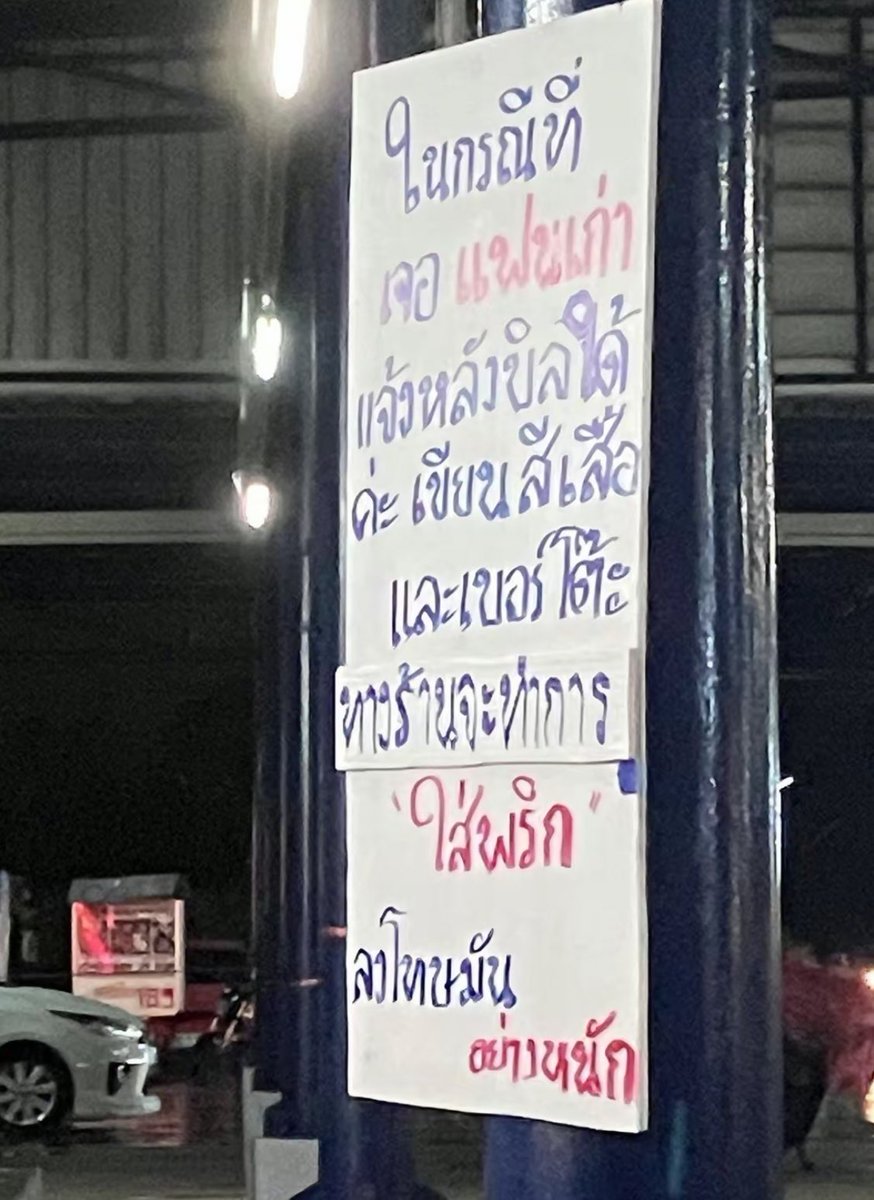 ในกรณีที่
เจอ แฟนเก่า
แจ้งหลังบิลได้
ค่ะ เขียนสีเสื้อ
และเบอร์โต๊ะ
ทางร้านจะทำการ
"ใส่พริก"
ลงโทษมัน
อย่างหนัก